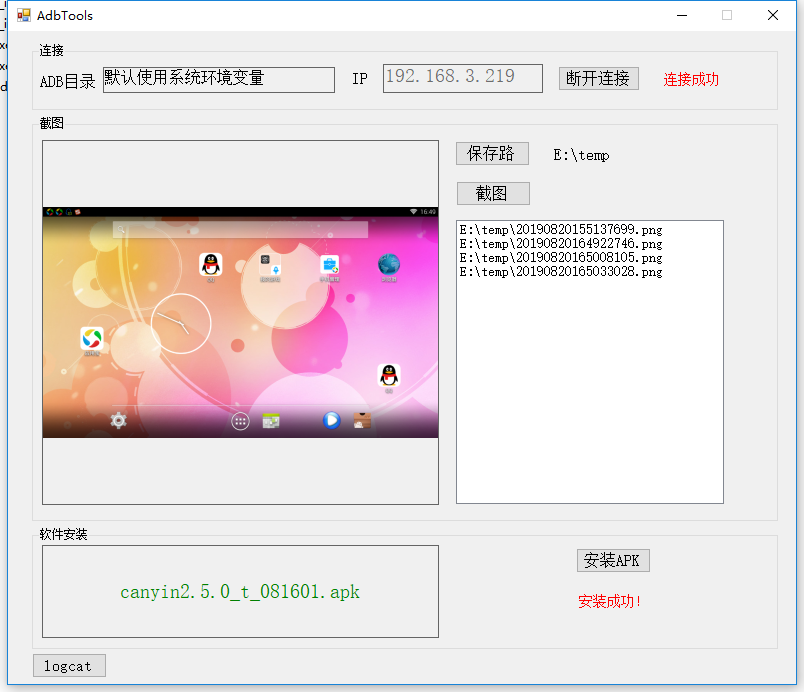 AdbTools
连接
ADB目录 默认使用系统环境变量 IP 192.168.3.219 断开连接 连接成功
截图
保存路 E:\temp
截图
16:49
E:\temp\20190820155137699.png
E:\temp\20190820164922746.png
E:\temp\20190820165008105.png
E:\temp\20190820165033028.png
软件安装
canyin2.5.0_t_081601.apk
安装APK
安装成功!
logcat